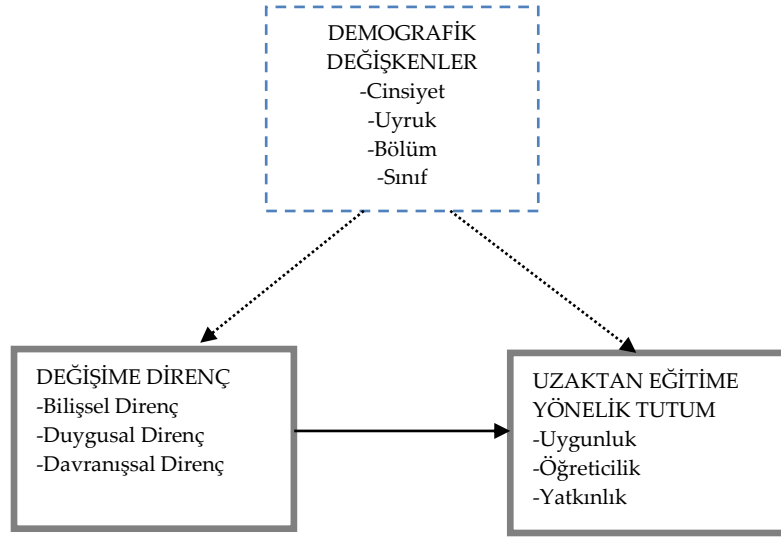 DEMOGRAFİK
DEĞİŞKENLER
-Cinsiyet
-Uyruk
-Bölüm
-Sınıf
DEĞİŞİME DİRENÇ
-Bilişsel Direnç
-Duygusal Direnç
-Davranışsal Direnç
UZAKTAN EĞİTİME
YÖNELİK TUTUM
-Uygunluk
-Öğreticilik
-Yatkınlık